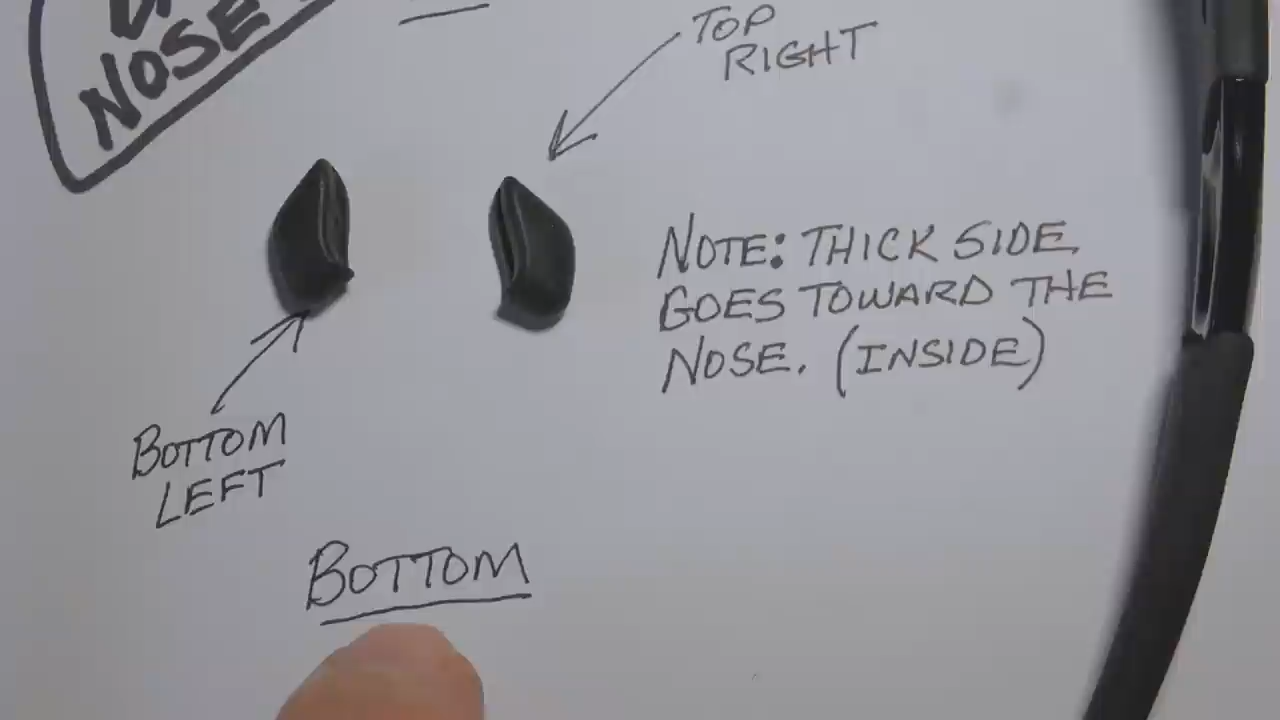 NOSE
TOP
RIGHT
NOTE: THICK SIDE
GOES TOWARD THE
NOSE. (INSIDE)
BOTTOM
LEFT
BOTTOM